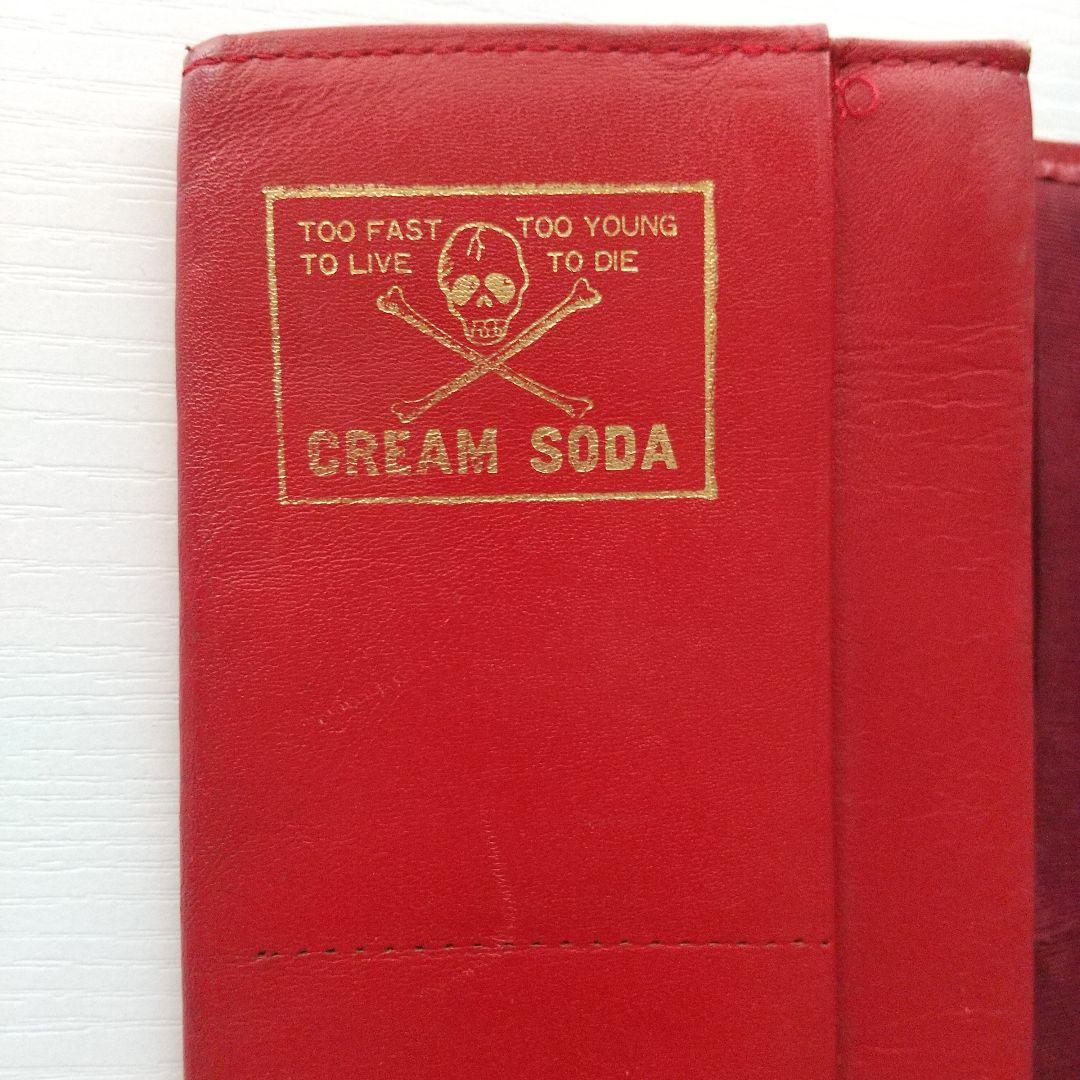 TOO FAST TOO YOUNG
TO LIVE TO DIE
CREAM SODA